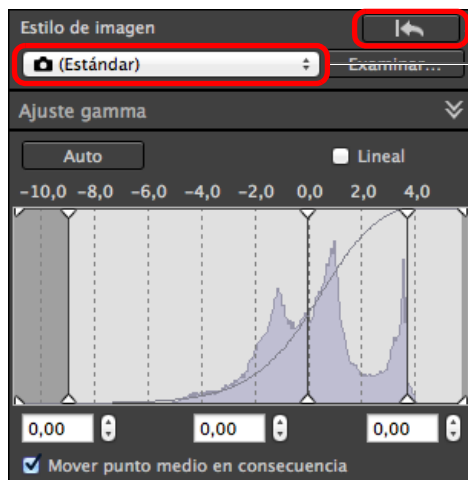 Estilo de imagen
(Estándar) Examinar...
Ajuste gamma
Auto Lineal
-10,0 -8,0 -6,0 -4,0 -2,0 0,0 2,0 4,0
0,00 0,00 0,00
Mover punto medio en consecuencia